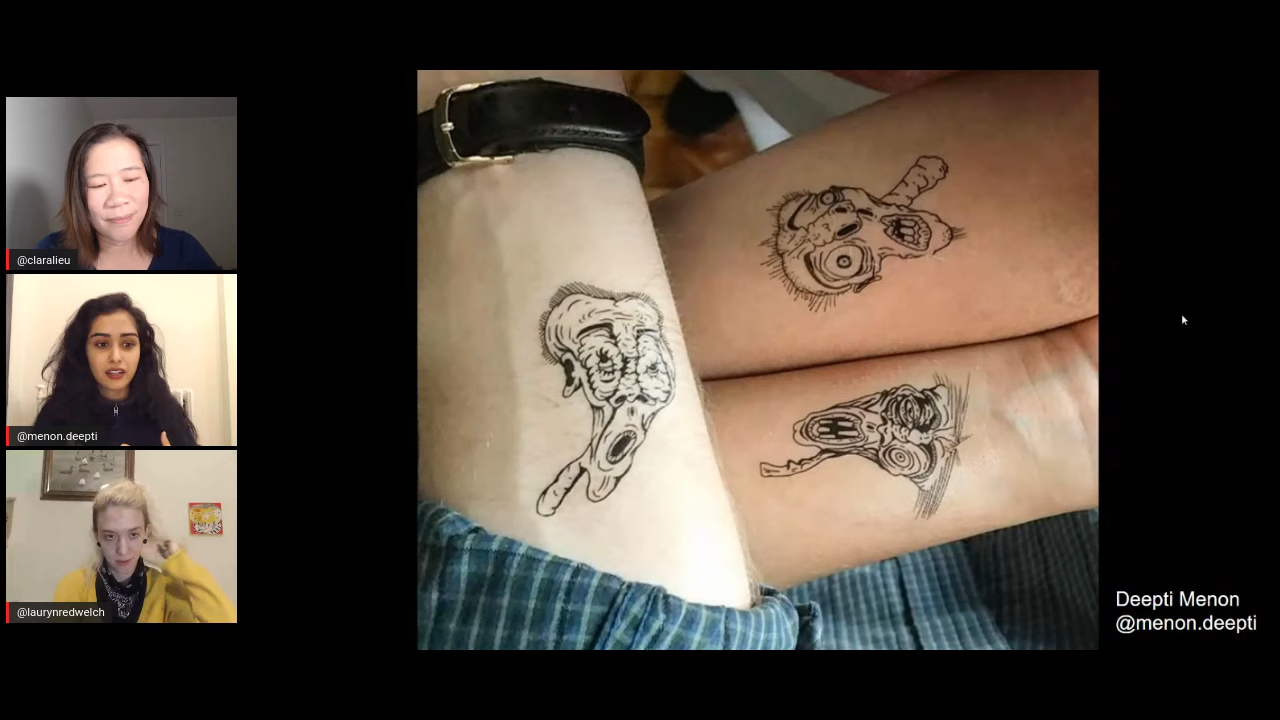 @claralieu
@menon.deepti
@laurynredwelch
Deepti Menon
@menon.deepti